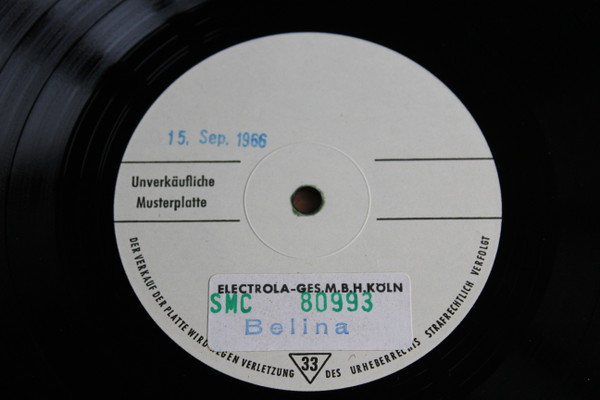 15. Sep. 1966
Unverkäufliche
Musterplatte
ELECTROLA-GES.M.B.H.KÖLN
SMC 80993
Belina
DER VERKAUF DER PLATTE WIRD WEGEN VERLETZUNG DES URHEBERRECHTS STRAFRECHTLICH VERFOLGT
33